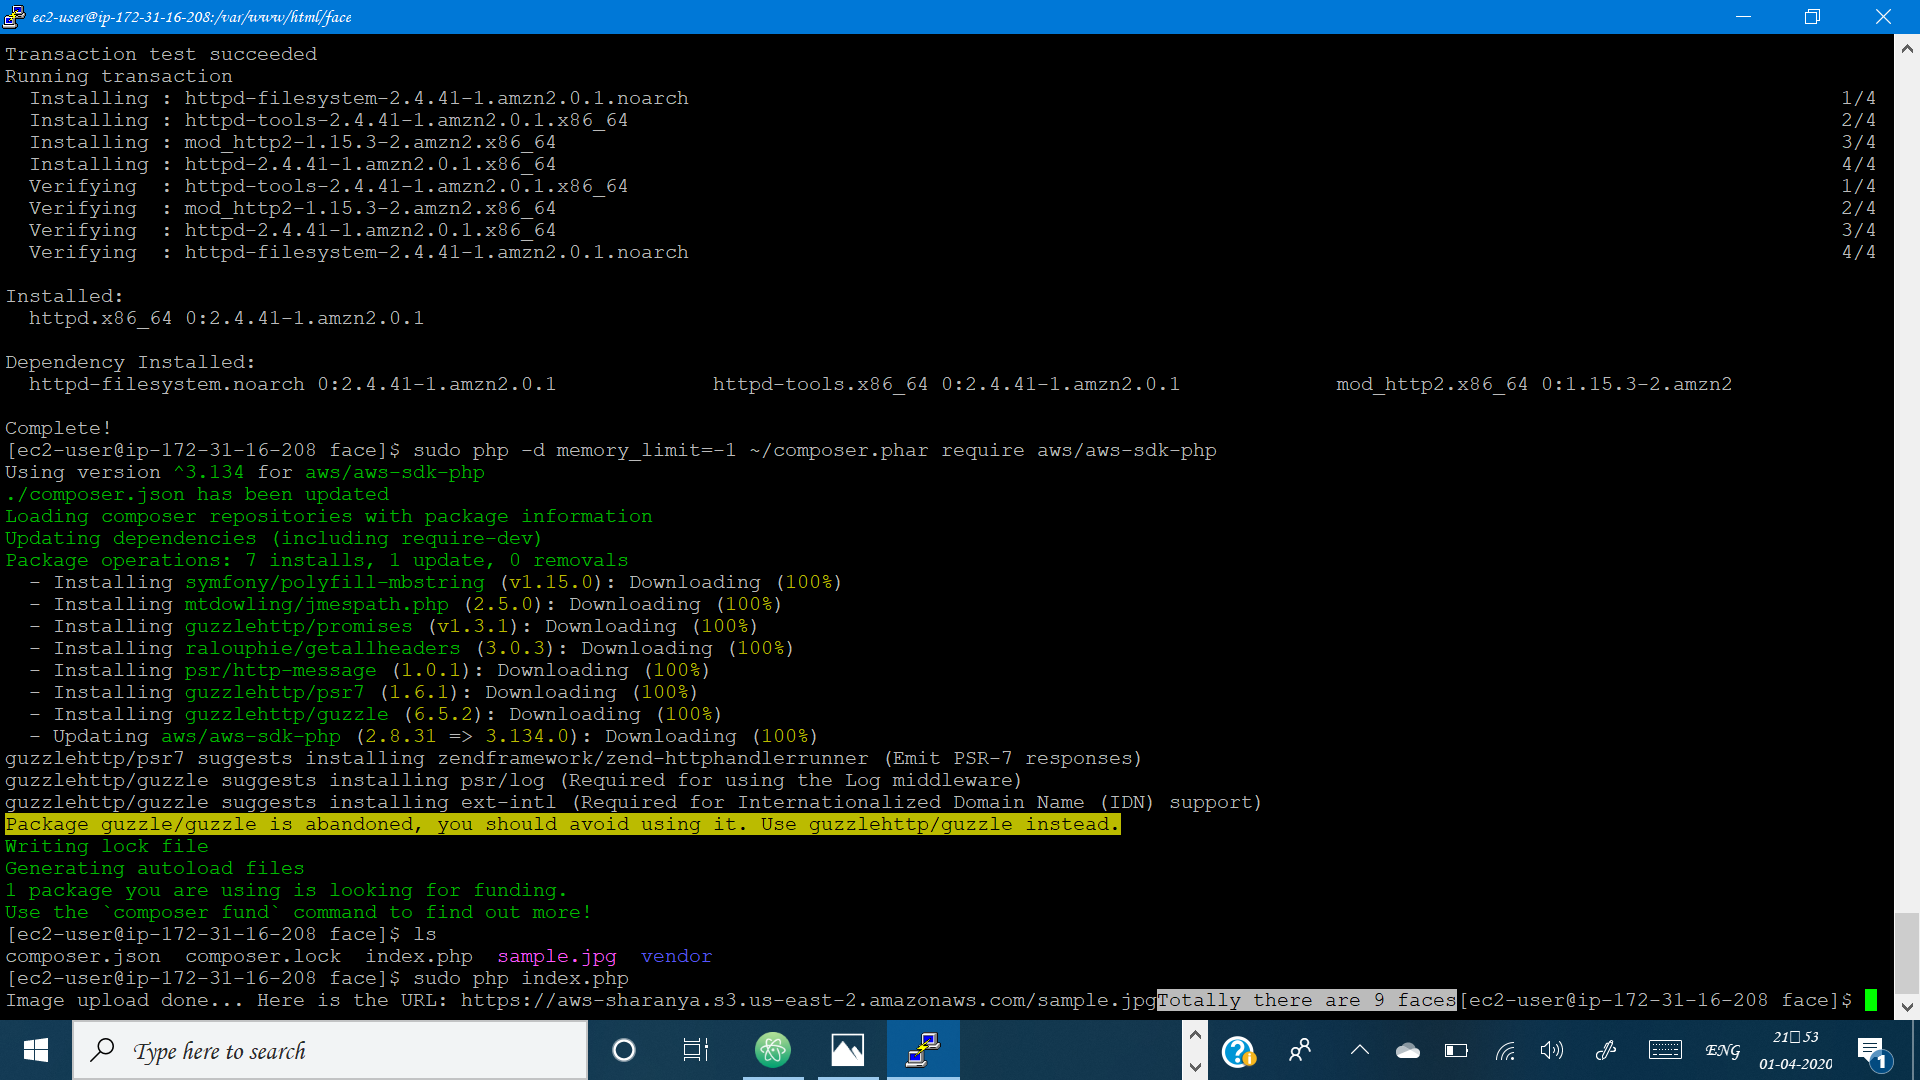 ec2-user@ip-172-31-16-208:/var/www/html/face
Transaction test succeeded
Running transaction
  Installing : httpd-filesystem-2.4.41-1.amzn2.0.1.noarch 1/4
  Installing : httpd-tools-2.4.41-1.amzn2.0.1.x86_64 2/4
  Installing : mod_http2-1.15.3-2.amzn2.x86_64 3/4
  Installing : httpd-2.4.41-1.amzn2.0.1.x86_64 4/4
  Verifying  : httpd-tools-2.4.41-1.amzn2.0.1.x86_64 1/4
  Verifying  : mod_http2-1.15.3-2.amzn2.x86_64 2/4
  Verifying  : httpd-2.4.41-1.amzn2.0.1.x86_64 3/4
  Verifying  : httpd-filesystem-2.4.41-1.amzn2.0.1.noarch 4/4
Installed:
  httpd.x86_64 0:2.4.41-1.amzn2.0.1
Dependency Installed:
  httpd-filesystem.noarch 0:2.4.41-1.amzn2.0.1 httpd-tools.x86_64 0:2.4.41-1.amzn2.0.1 mod_http2.x86_64 0:1.15.3-2.amzn2
Complete!
[ec2-user@ip-172-31-16-208 face]$ sudo php -d memory_limit=-1 ~/composer.phar require aws/aws-sdk-php
Using version ^3.134 for aws/aws-sdk-php
./composer.json has been updated
Loading composer repositories with package information
Updating dependencies (including require-dev)
Package operations: 7 installs, 1 update, 0 removals
  - Installing symfony/polyfill-mbstring (v1.15.0): Downloading (100%)
  - Installing mtdowling/jmespath.php (2.5.0): Downloading (100%)
  - Installing guzzlehttp/promises (v1.3.1): Downloading (100%)
  - Installing ralouphie/getallheaders (3.0.3): Downloading (100%)
  - Installing psr/http-message (1.0.1): Downloading (100%)
  - Installing guzzlehttp/psr7 (1.6.1): Downloading (100%)
  - Installing guzzlehttp/guzzle (6.5.2): Downloading (100%)
  - Updating aws/aws-sdk-php (2.8.31 => 3.134.0): Downloading (100%)
guzzlehttp/psr7 suggests installing zendframework/zend-httphandlerrunner (Emit PSR-7 responses)
guzzlehttp/guzzle suggests installing psr/log (Required for using the Log middleware)
guzzlehttp/guzzle suggests installing ext-intl (Required for Internationalized Domain Name (IDN) support)
Package guzzle/guzzle is abandoned, you should avoid using it. Use guzzlehttp/guzzle instead.
Writing lock file
Generating autoload files
1 package you are using is looking for funding.
Use the `composer fund` command to find out more!
[ec2-user@ip-172-31-16-208 face]$ ls
composer.json  composer.lock  index.php  sample.jpg  vendor
[ec2-user@ip-172-31-16-208 face]$ sudo php index.php
Image upload done... Here is the URL: https://aws-sharanya.s3.us-east-2.amazonaws.com/sample.jpgTotally there are 9 faces[ec2-user@ip-172-31-16-208 face]$
Type here to search
ENG
21□53
01-04-2020
1